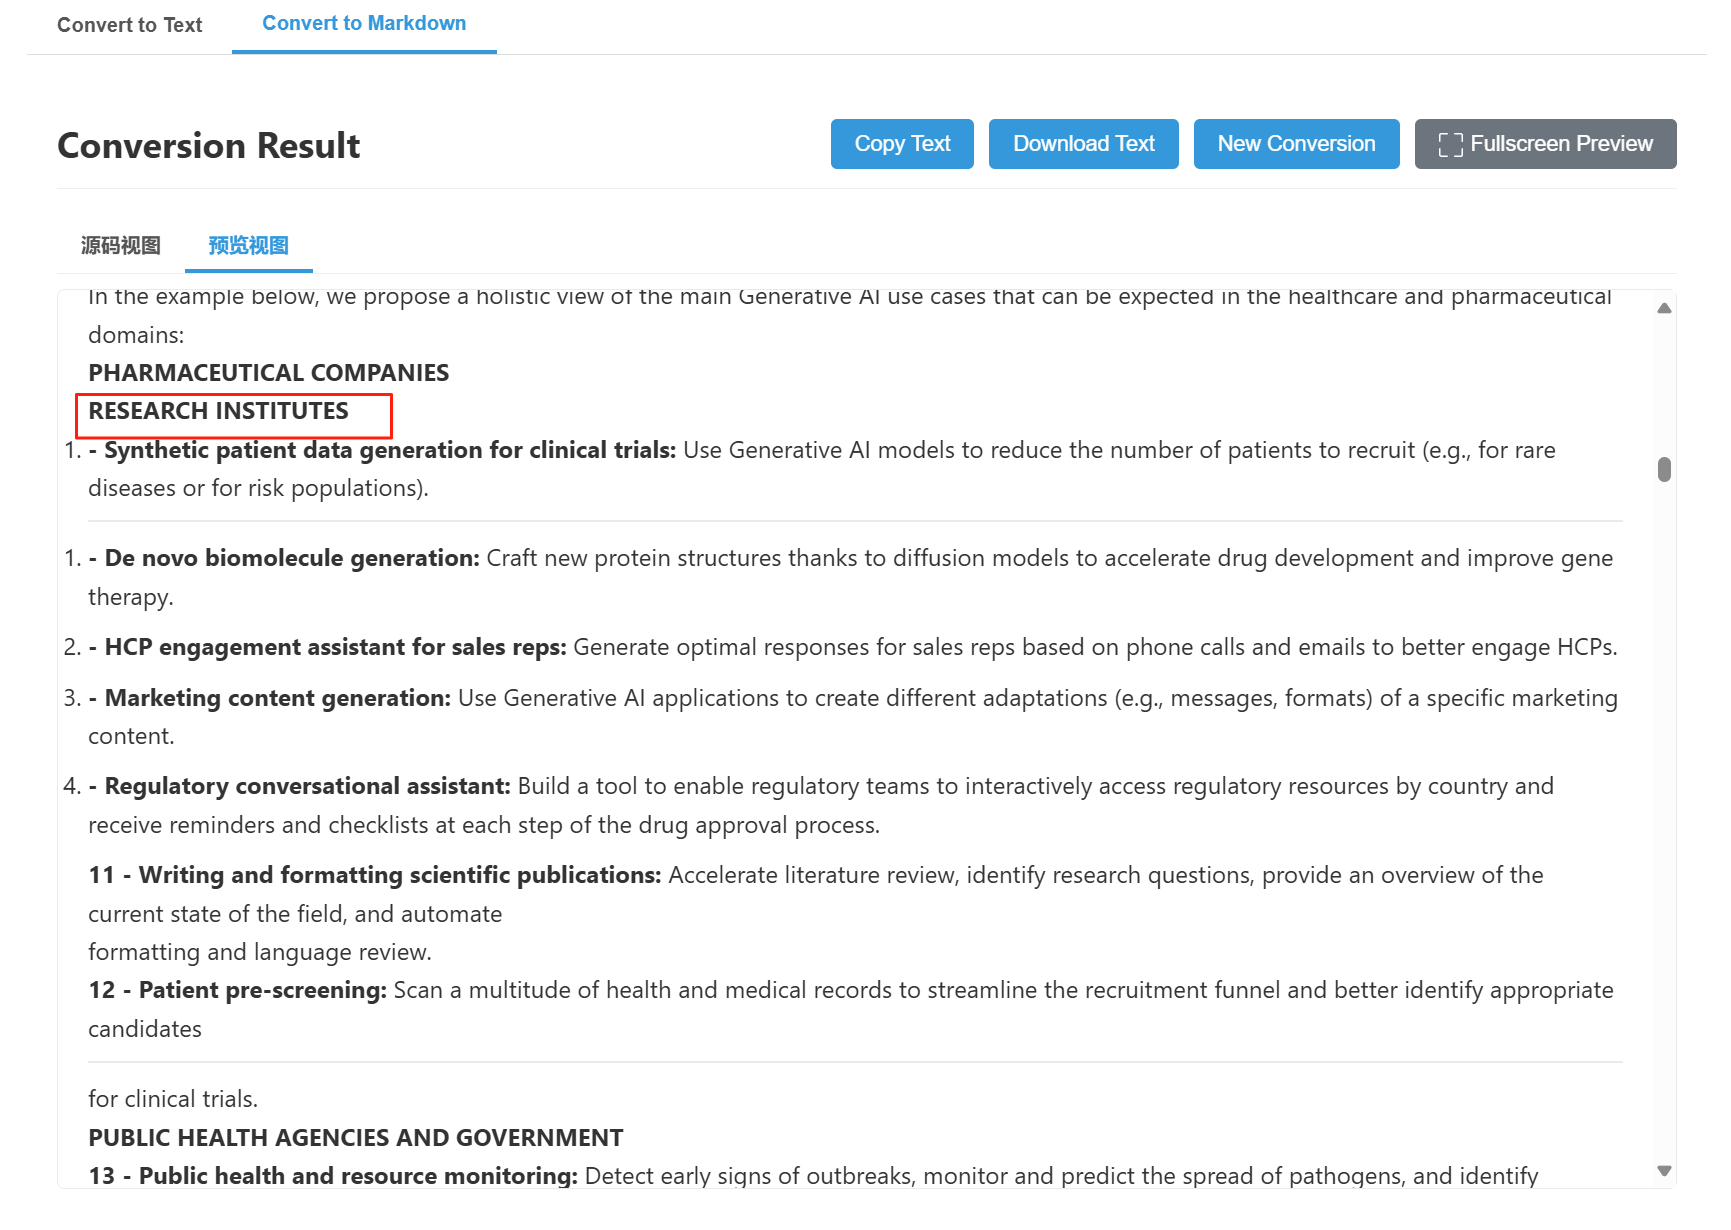 Convert to Text
Convert to Markdown
Conversion Result
Copy Text
Download Text
New Conversion
Fullscreen Preview
源码视图
预览视图
In the example below, we propose a holistic view of the main Generative AI use cases that can be expected in the healthcare and pharmaceutical
domains:
PHARMACEUTICAL COMPANIES
RESEARCH INSTITUTES
1. - Synthetic patient data generation for clinical trials: Use Generative AI models to reduce the number of patients to recruit (e.g., for rare
diseases or for risk populations).
1. - De novo biomolecule generation: Craft new protein structures thanks to diffusion models to accelerate drug development and improve gene
therapy.
2. - HCP engagement assistant for sales reps: Generate optimal responses for sales reps based on phone calls and emails to better engage HCPs.
3. - Marketing content generation: Use Generative AI applications to create different adaptations (e.g., messages, formats) of a specific marketing
content.
4. - Regulatory conversational assistant: Build a tool to enable regulatory teams to interactively access regulatory resources by country and
receive reminders and checklists at each step of the drug approval process.
11 - Writing and formatting scientific publications: Accelerate literature review, identify research questions, provide an overview of the
current state of the field, and automate
formatting and language review.
12 - Patient pre-screening: Scan a multitude of health and medical records to streamline the recruitment funnel and better identify appropriate
candidates
for clinical trials.
PUBLIC HEALTH AGENCIES AND GOVERNMENT
13 - Public health and resource monitoring: Detect early signs of outbreaks, monitor and predict the spread of pathogens, and identify